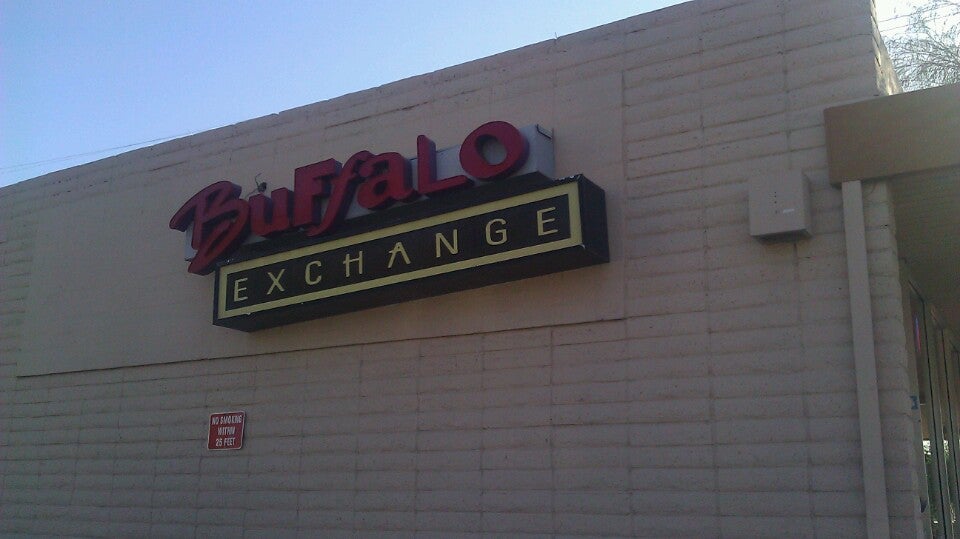 BuffaLO
EXCHANGE
NO SMOKING
WITHIN
25 FEET